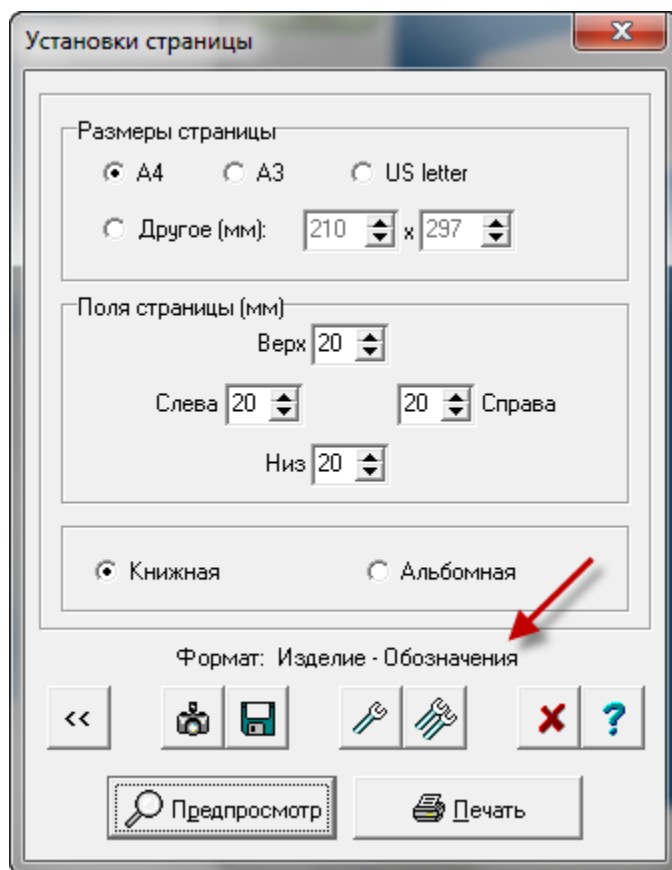 Установки страницы
Размеры страницы
A4 A3 US letter
Другое (мм): 210 x 297
Поля страницы (мм)
Верх 20
Слева 20 20 Справа
Низ 20
Книжная Альбомная
Формат: Изделие - Обозначения
<< ?
Предпросмотр Печать